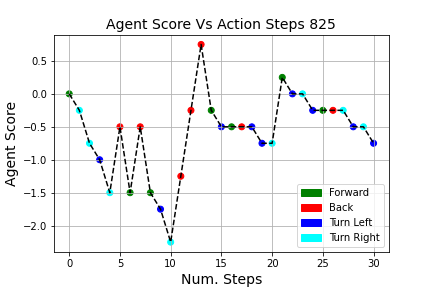 Agent Score Vs Action Steps 825
Agent Score
0.5
0.0
−0.5
−1.0
−1.5
−2.0
Forward
Back
Turn Left
Turn Right
0 5 10 15 20 25 30
Num. Steps